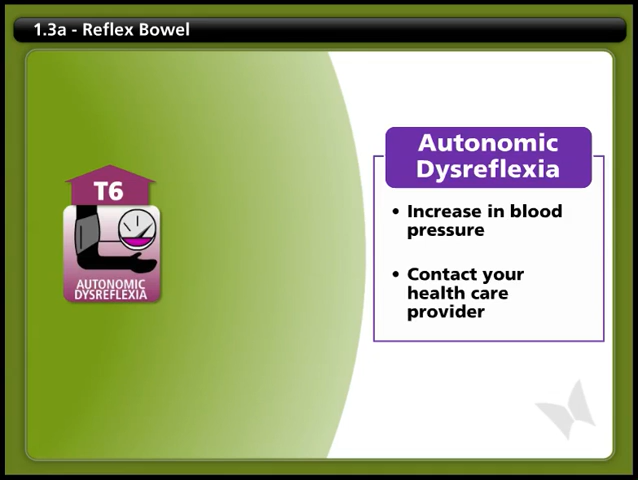 1.3a - Reflex Bowel
T6
AUTONOMIC
DYSREFLEXIA
Autonomic
Dysreflexia
• Increase in blood
pressure
• Contact your
health care
provider